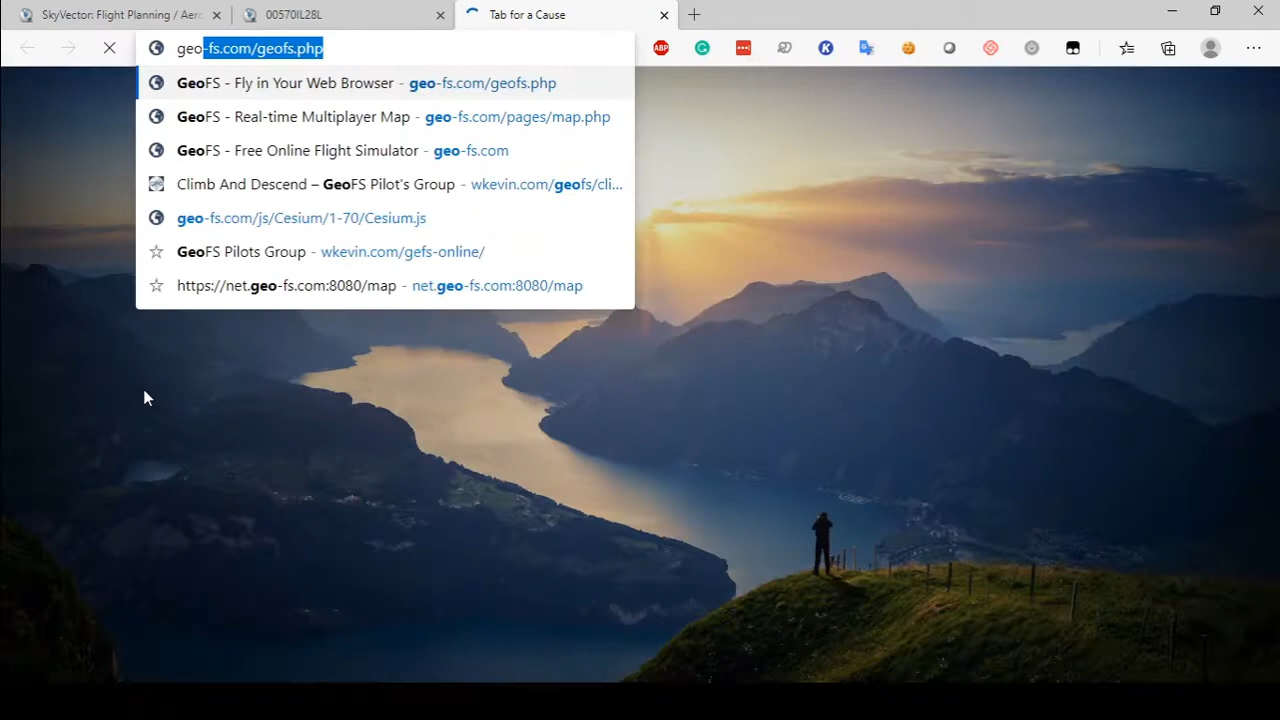 SkyVector: Flight Planning / Aero
00570IL28L
Tab for a Cause
geo-fs.com/geofs.php
ABP
GeoFS - Fly in Your Web Browser - geo-fs.com/geofs.php
GeoFS - Real-time Multiplayer Map - geo-fs.com/pages/map.php
GeoFS - Free Online Flight Simulator - geo-fs.com
Climb And Descend – GeoFS Pilot's Group - wkevin.com/geofs/cli...
geo-fs.com/js/Cesium/1-70/Cesium.js
GeoFS Pilots Group - wkevin.com/gefs-online/
https://net.geo-fs.com:8080/map - net.geo-fs.com:8080/map